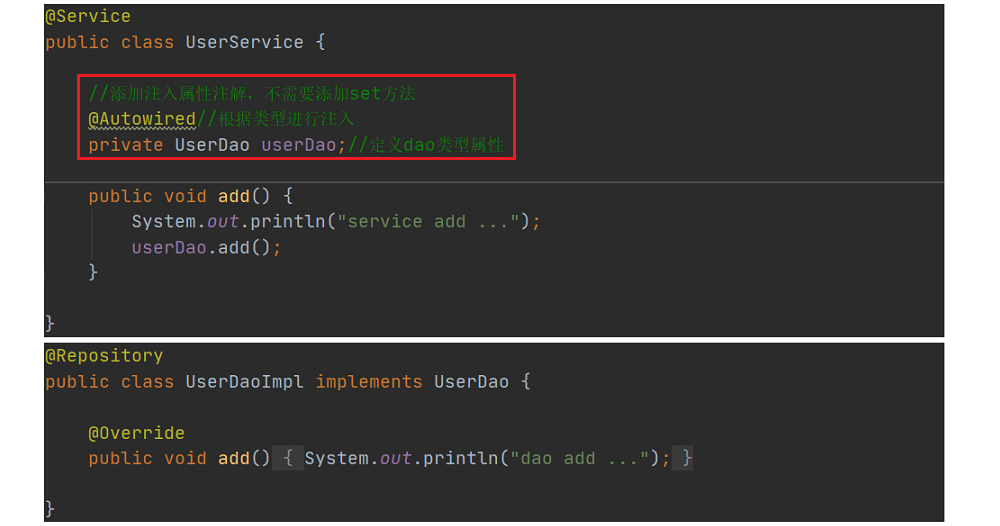 @Service
public class UserService {
//添加注入属性注解，不需要添加set方法
@Autowired//根据类型进行注入
private UserDao userDao;//定义dao类型属性
public void add() {
System.out.println("service add ...");
userDao.add();
}
}
@Repository
public class UserDaoImpl implements UserDao {
@Override
public void add() { System.out.println("dao add ..."); }
}